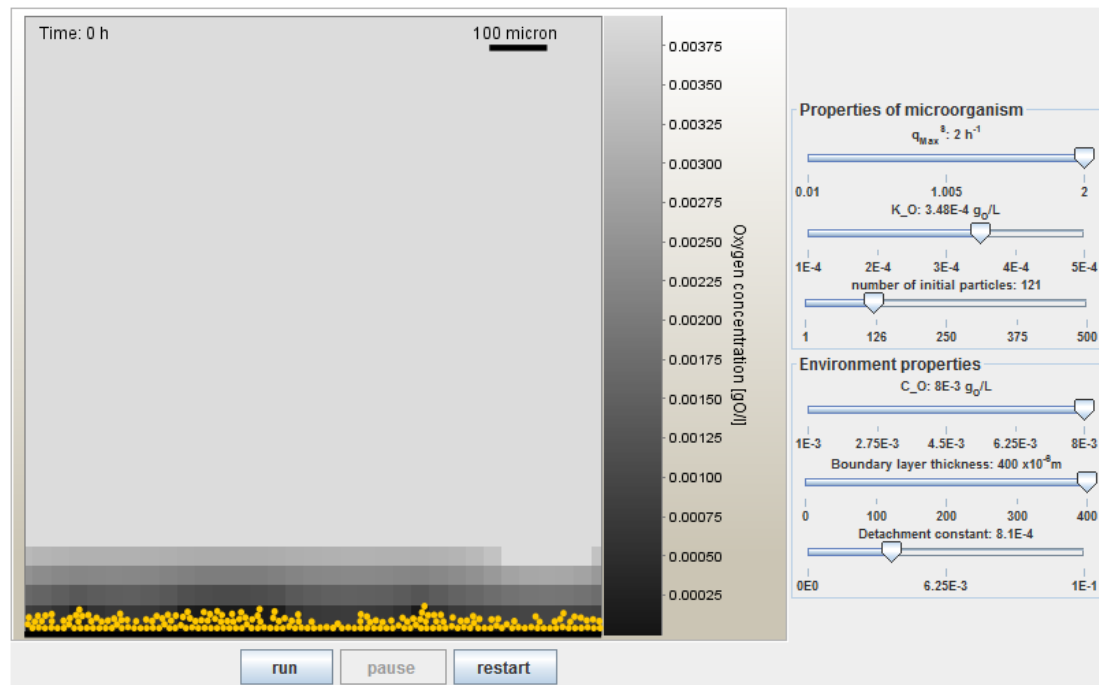 Time: 0 h
100 micron
0.00375
0.00350
0.00325
0.00300
0.00275
0.00250
0.00225
0.00200
0.00175
0.00150
0.00125
0.00100
0.00075
0.00050
0.00025
Oxygen concentration [gO/l]
Properties of microorganism
qMax^S: 2 h^-1
0.01 1.005 2
K_O: 3.48E-4 gO/L
1E-4 2E-4 3E-4 4E-4 5E-4
number of initial particles: 121
1 126 250 375 500
Environment properties
C_O: 8E-3 gO/L
1E-3 2.75E-3 4.5E-3 6.25E-3 8E-3
Boundary layer thickness: 400 x10^-6m
0 100 200 300 400
Detachment constant: 8.1E-4
0E0 6.25E-3 1E-1
run pause restart